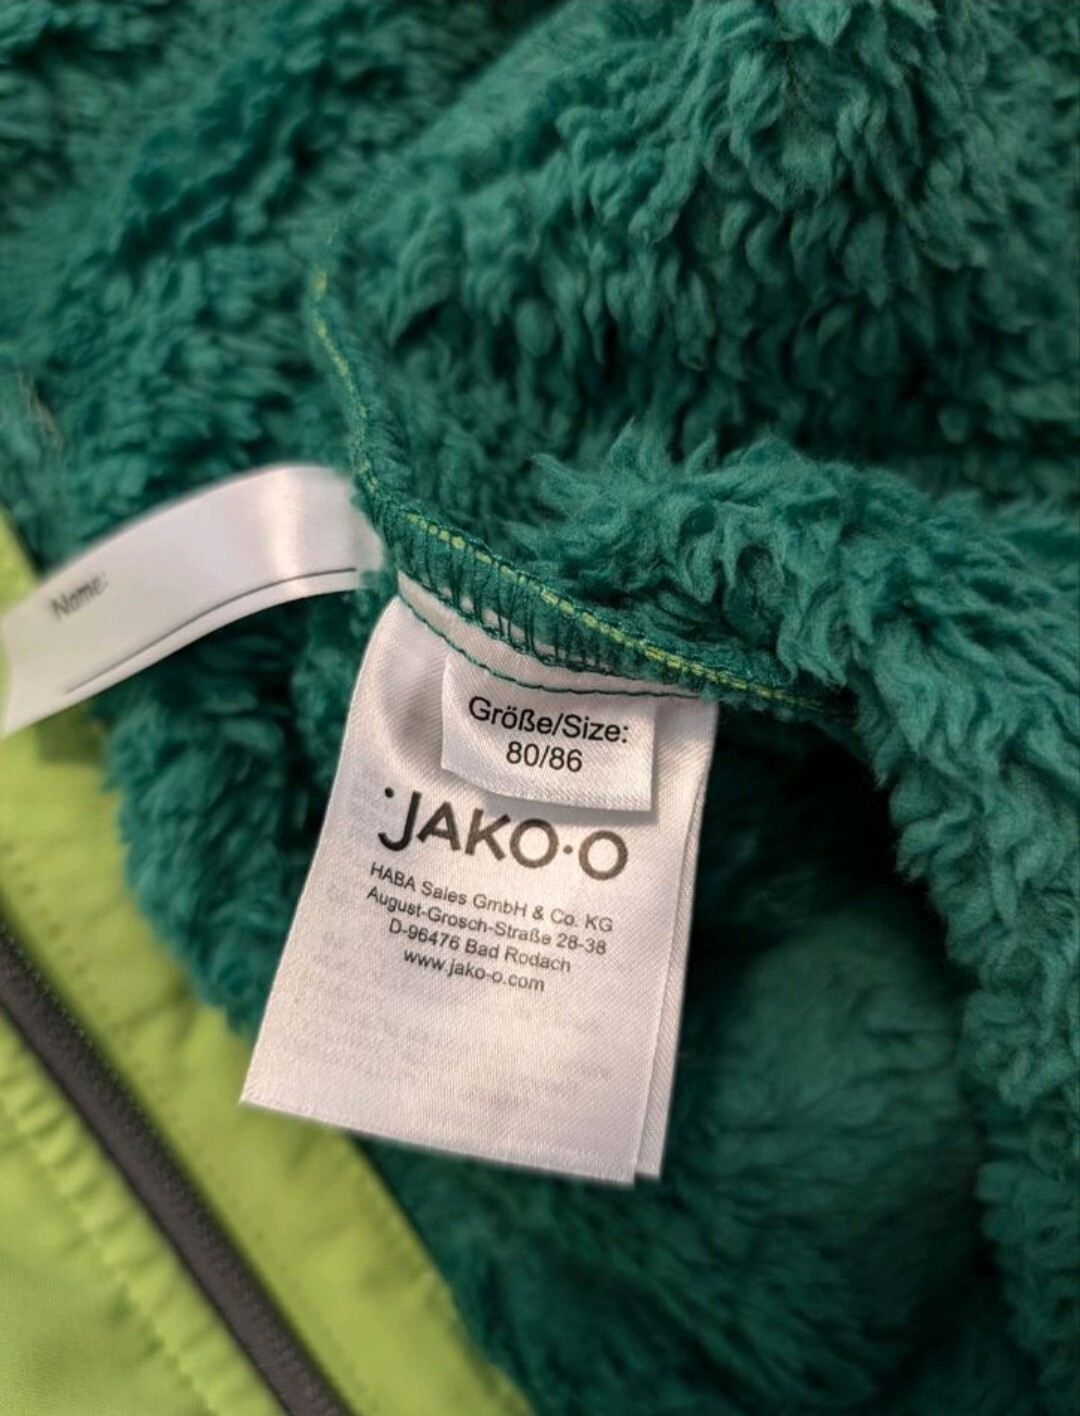 Name:
Größe/Size:
80/86
JAKO·O
HABA Sales GmbH & Co. KG
August-Grosch-Straße 28-38
D-96476 Bad Rodach
www.jako-o.com